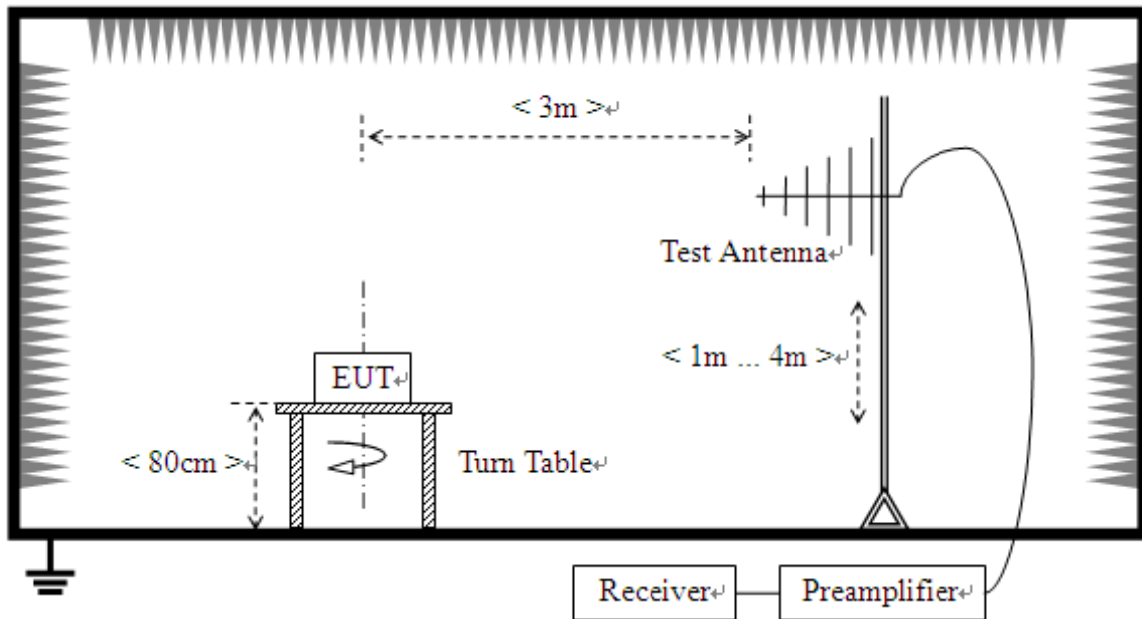 < 3m >↵
Test Antenna↵
< 1m ... 4m >↵
EUT↵
< 80cm >↵
Turn Table↵
Receiver↵
Preamplifier↵